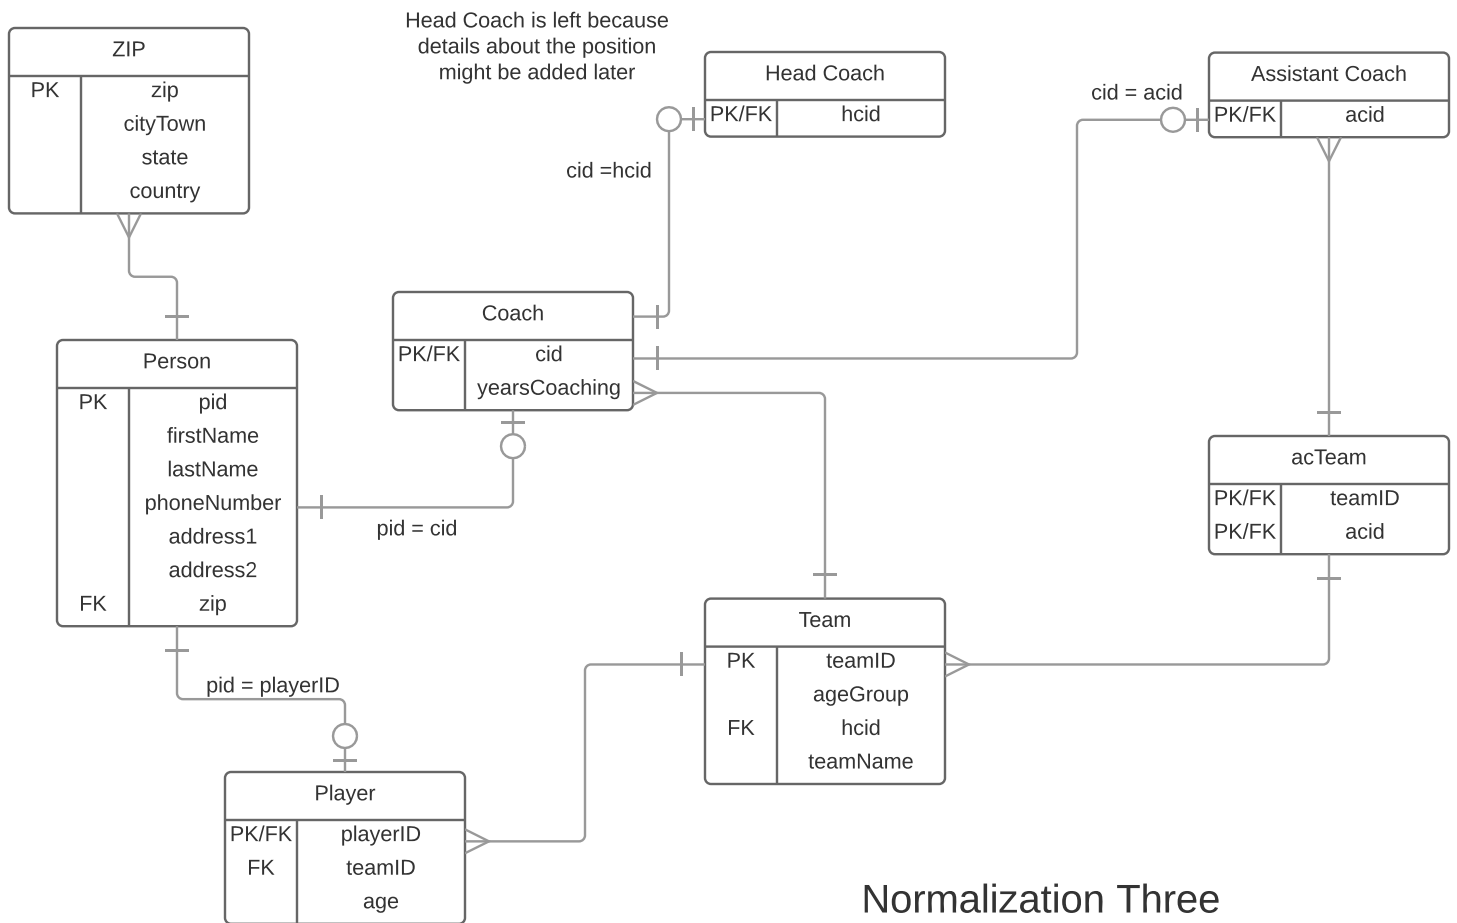 Head Coach is left because
details about the position
might be added later
ZIP
PK zip
cityTown
state
country
Head Coach
PK/FK hcid
cid = acid
Assistant Coach
PK/FK acid
cid =hcid
Coach
PK/FK cid
yearsCoaching
Person
PK pid
firstName
lastName
phoneNumber
address1
address2
FK zip
pid = cid
acTeam
PK/FK teamID
PK/FK acid
Team
PK teamID
ageGroup
FK hcid
teamName
pid = playerID
Player
PK/FK playerID
FK teamID
age
Normalization Three